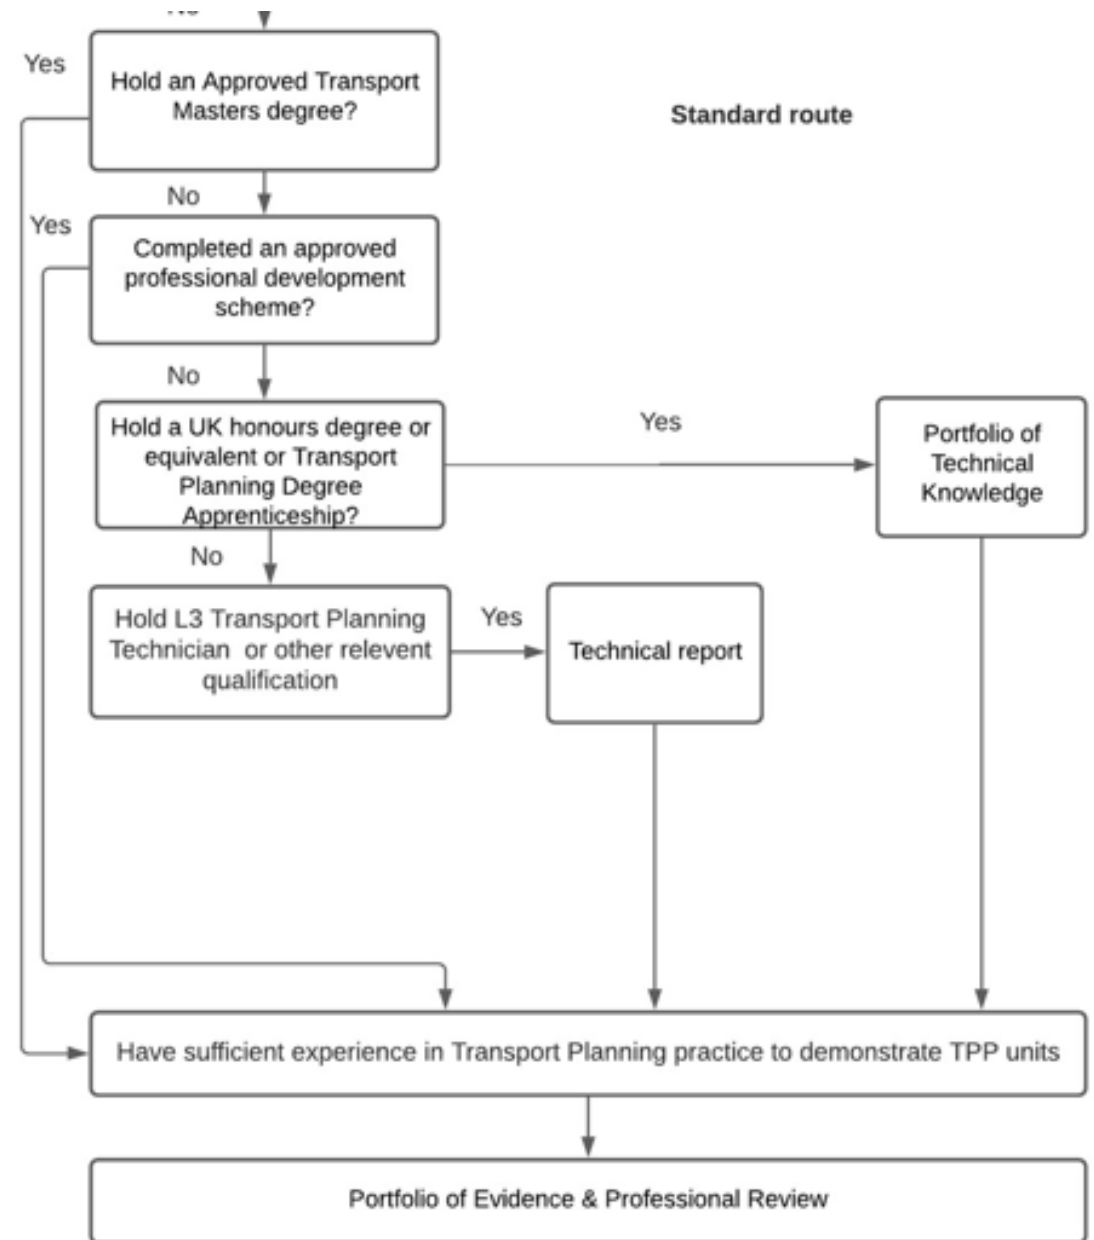 Yes
Hold an Approved Transport
Masters degree?
Standard route
No
Yes
Completed an approved
professional development
scheme?
No
Hold a UK honours degree or
equivalent or Transport
Planning Degree
Apprenticeship?
Yes
Portfolio of
Technical
Knowledge
No
Hold L3 Transport Planning
Technician  or other relevent
qualification
Yes
Technical report
Have sufficient experience in Transport Planning practice to demonstrate TPP units
Portfolio of Evidence & Professional Review